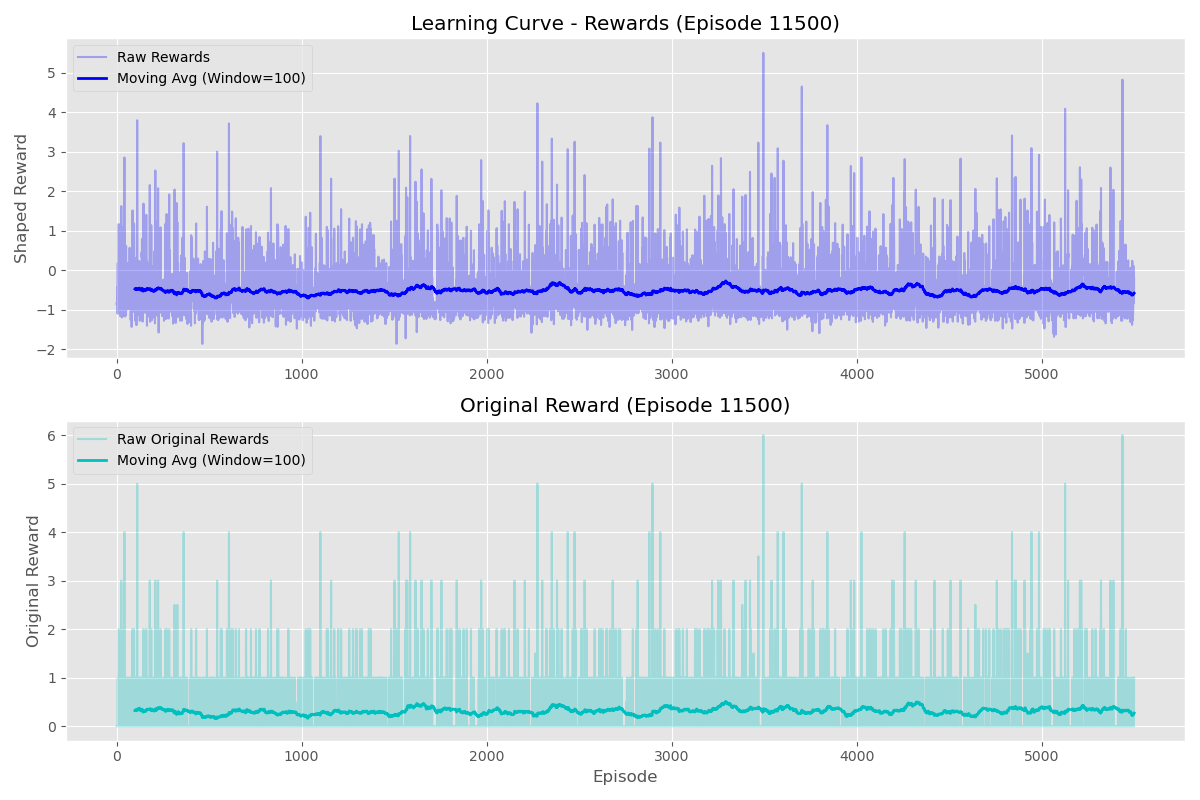 Learning Curve - Rewards (Episode 11500)
Raw Rewards
Moving Avg (Window=100)
Shaped Reward
5
4
3
2
1
0
−1
−2
0 1000 2000 3000 4000 5000
Original Reward (Episode 11500)
Raw Original Rewards
Moving Avg (Window=100)
Original Reward
6
5
4
3
2
1
0
0 1000 2000 3000 4000 5000
Episode